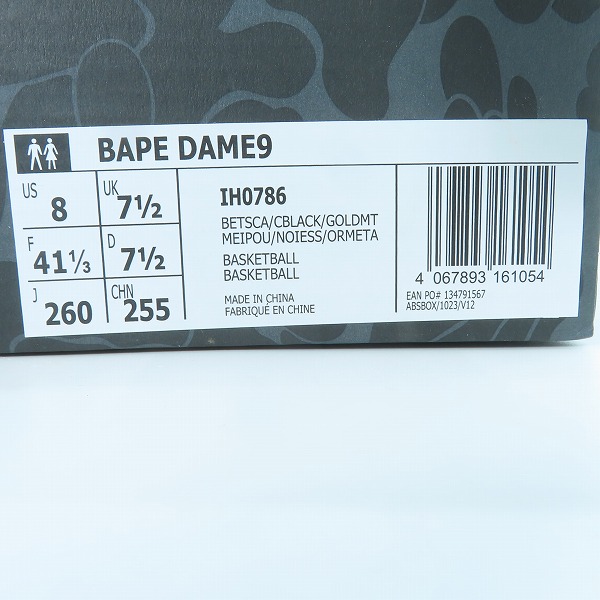 BAPE DAME9
US 8 UK 7½
F 41⅓ D 7½
J 260 CHN 255
IH0786
BETSCA/CBLACK/GOLDMT
MEIPOU/NOIESS/ORMETA
BASKETBALL
BASKETBALL
MADE IN CHINA
FABRIQUÉ EN CHINE
4 067893 161054
EAN PO# 134791567
ABSBOX/1023/V12